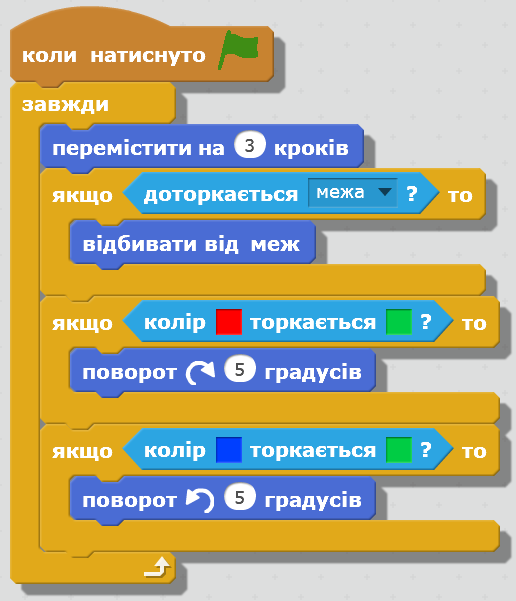 коли натиснуто
завжди
перемістити на 3 кроків
якщо доторкається межа ? то
відбивати від меж
якщо колір торкається ? то
поворот 5 градусів
якщо колір торкається ? то
поворот 5 градусів